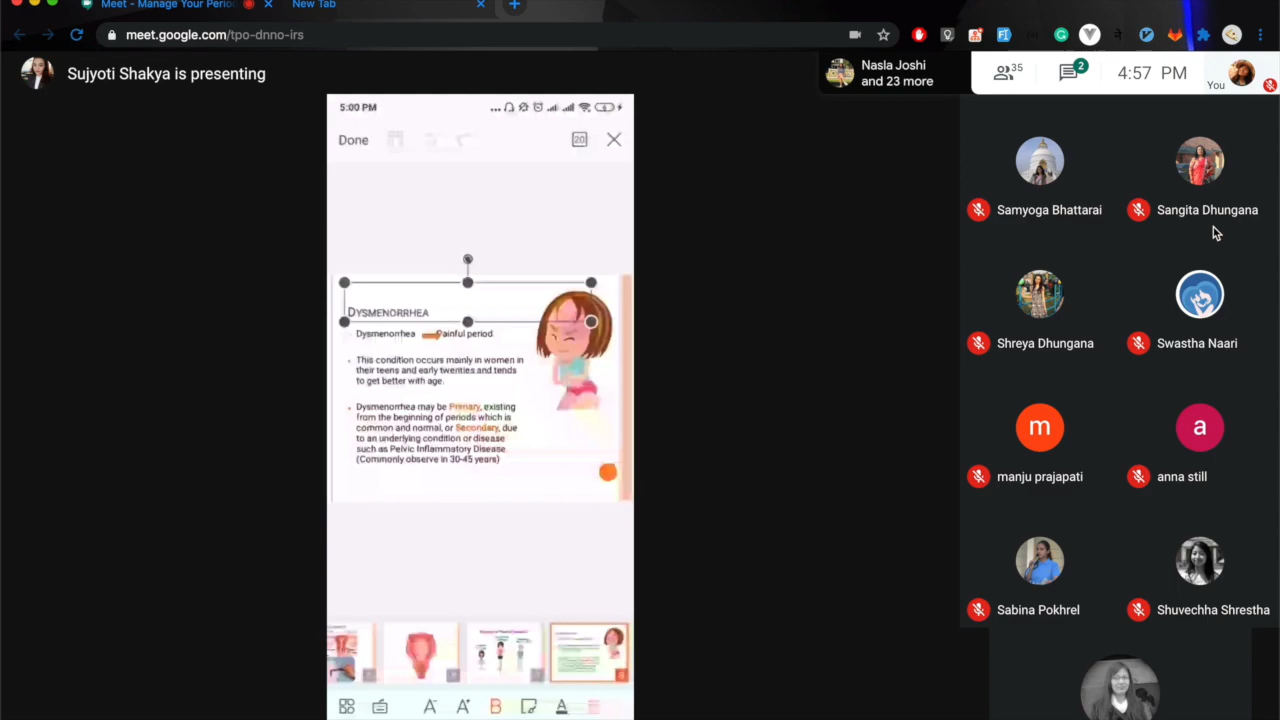 Meet - Manage Your Perio
New Tab
meet.google.com/tpo-dnno-irs
Sujyoti Shakya is presenting
Nasla Joshi
and 23 more
35
2
4:57 PM
You
5:00 PM
Done
20
DYSMENORRHEA
Dysmenorrhea Painful period
This condition occurs mainly in women in
their teens and early twenties and tends
to get better with age.
Dysmenorrhea may be Primary, existing
from the beginning of periods which is
common and normal, or Secondary, due
to an underlying condition or disease
such as Pelvic Inflammatory Disease
(Commonly observe in 30-45 years)
Samyoga Bhattarai
Sangita Dhungana
Shreya Dhungana
Swastha Naari
m
a
manju prajapati
anna still
Sabina Pokhrel
Shuvechha Shrestha
A
A
B
A